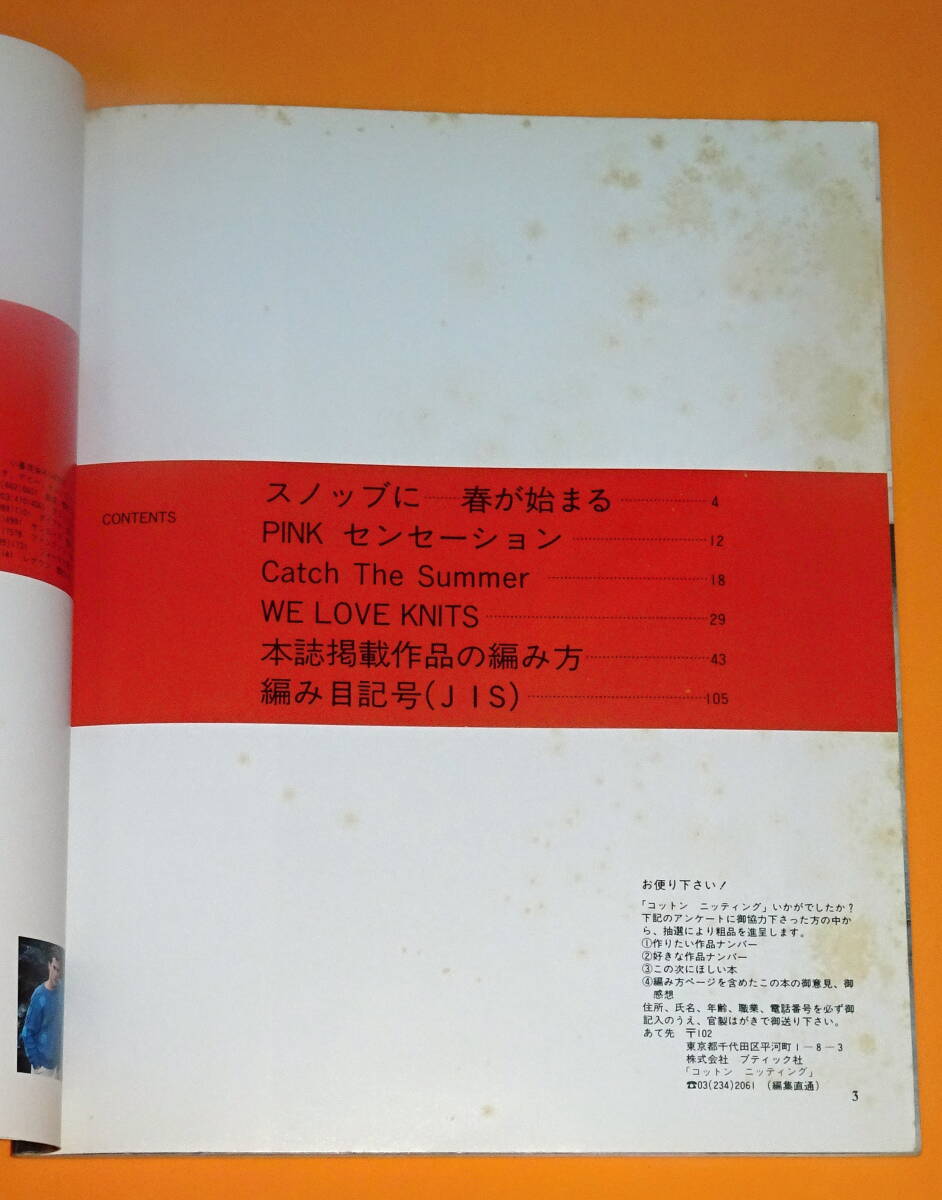 CONTENTS
スノッブに……春が始まる……4
PINK センセーション……12
Catch The Summer……18
WE LOVE KNITS……29
本誌掲載作品の編み方……43
編み目記号(JIS)……105
お便り下さい!
「コットン ニッティング」いかがでしたか?
下記のアンケートに御協力下さった方の中か
ら、抽選により粗品を進呈します。
①作りたい作品ナンバー
②好きな作品ナンバー
③この次にほしい本
④編み方ページを含めたこの本の御意見、御
感想
住所、氏名、年齢、職業、電話番号を必ず御
記入のうえ、官製はがきで御送り下さい。
あて先 〒102
東京都千代田区平河町1-8-3
株式会社 ブティック社
「コットン ニッティング」
☎03(234)2061 (編集直通)
3